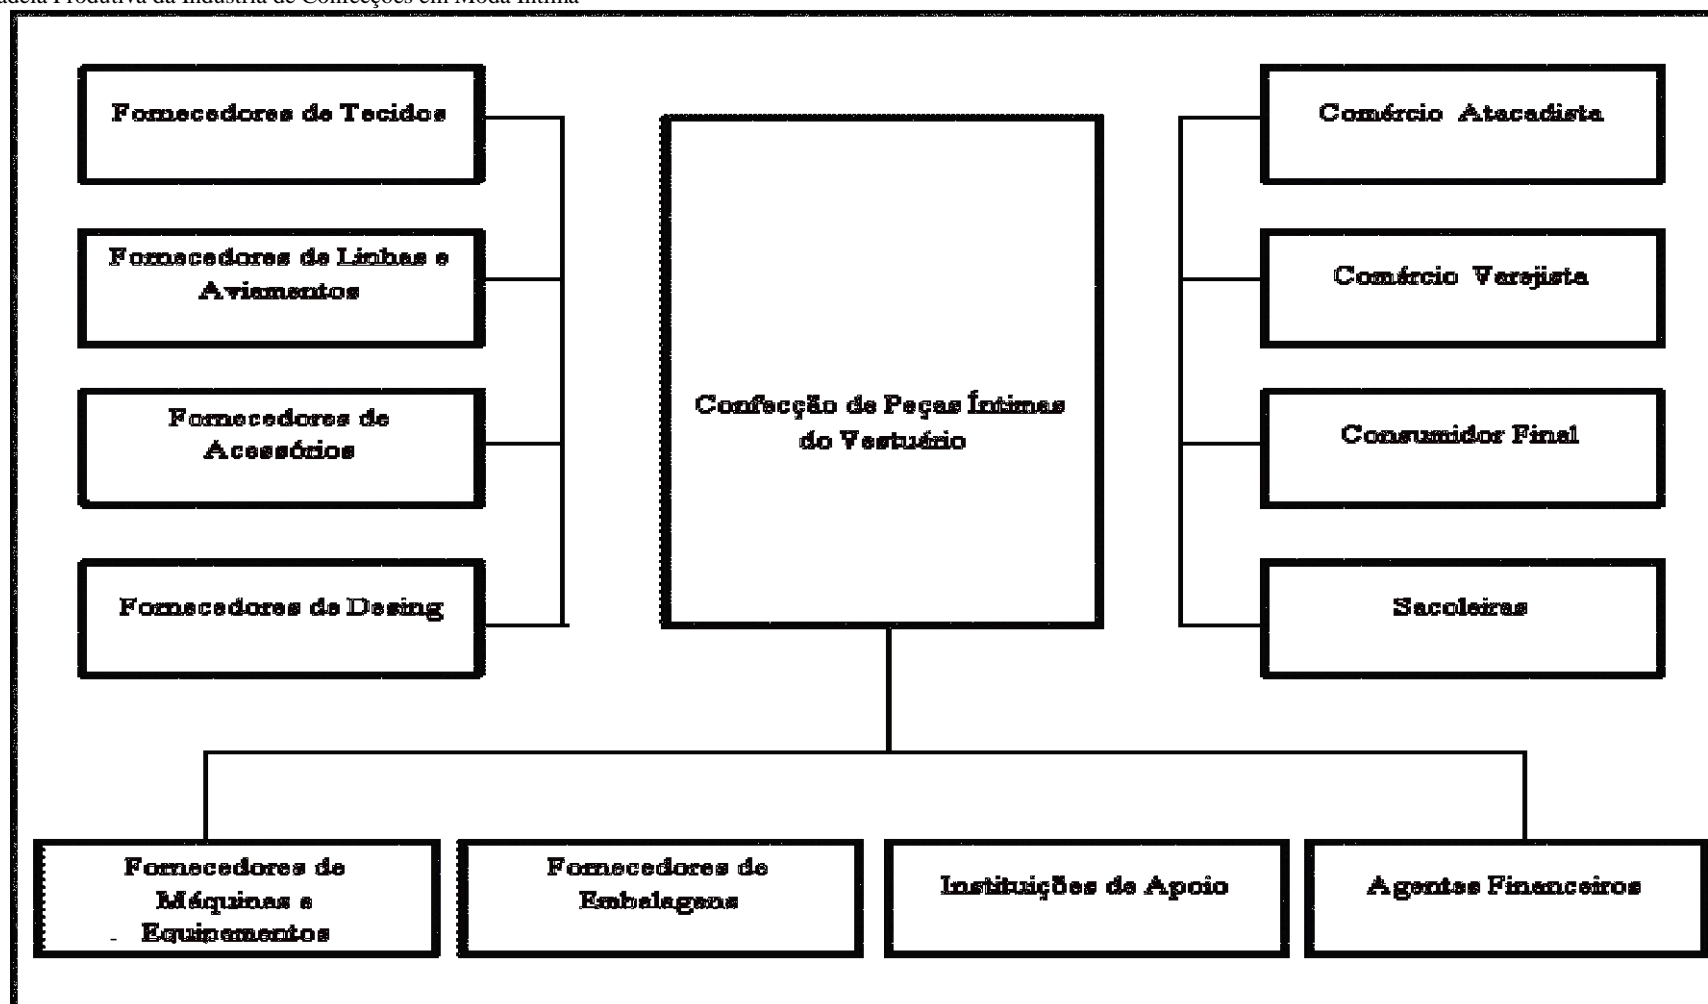 adeia Produtiva da Indústria de Confecções em Moda Íntima
Fornecedores de Tecidos
Fornecedores de Linhas e
Aviamentos
Fornecedores de
Acessórios
Fornecedores de Desing
Confecção de Peças Íntimas
do Vestuário
Comércio Atacadista
Comércio Varejista
Consumidor Final
Sacoleiras
Fornecedores de
Máquinas e
Equipamentos
Fornecedores de
Embalagens
Instituições de Apoio
Agentes Financeiros